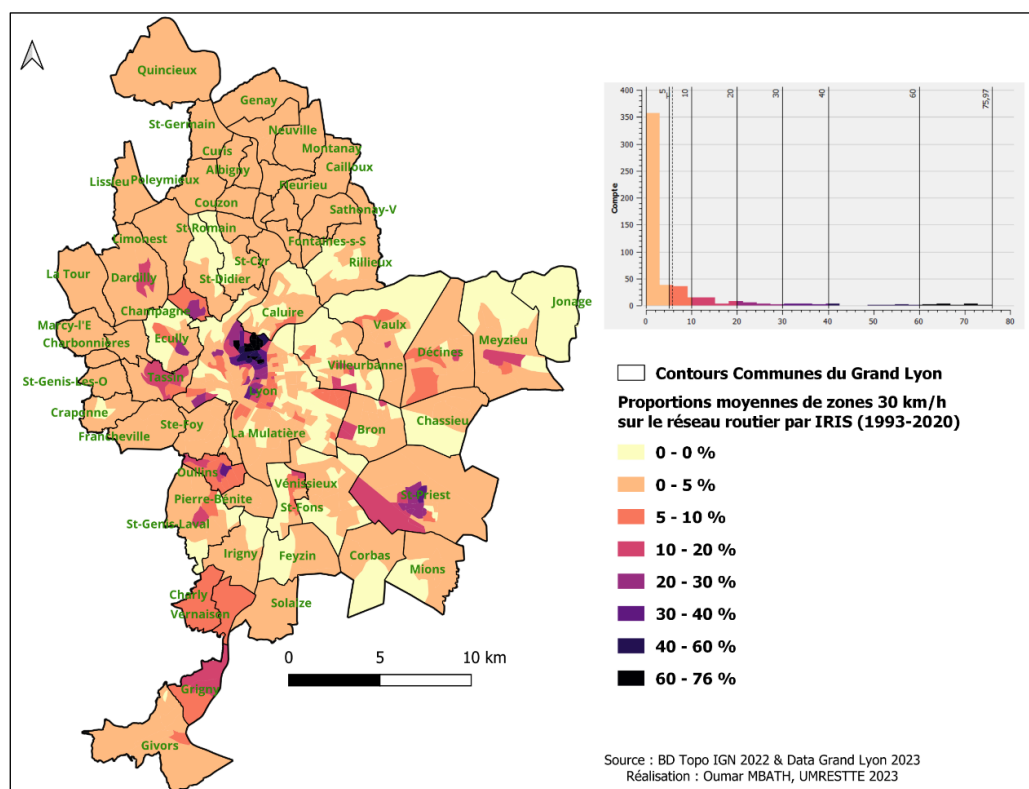 Quincieux
Genay
St-Germain
Neuville
Curis
Montanay
Albigny
Cailloux
Lissieu
Poleymieux
Fleurieu
Couzon
Sathonay-V
St-Romain
Limonest
Fontaines-s-S
St-Cyr
Rillieux
La Tour
Dardilly
St-Didier
Jonage
Champagne
Caluire
Marcy-l'E
Vaulx
Charbonnières
Ecully
Meyzieu
Décines
Villeurbanne
St-Genis-Les-O
Tassin
Lyon
Craponne
Chassieu
Ste-Foy
Francheville
La Mulatière
Bron
Oullins
Vénissieux
St-Priest
Pierre-Bénite
St-Fons
St-Genis-Laval
Irigny
Feyzin
Corbas
Mions
Charly
Solaize
Vernaison
Grigny
Givors
0 5 10 km
5 10 20 30 40 60 75,97
400
350
300
250
200
150
100
50
0
Compte
0 10 20 30 40 50 60 70 80
Contours Communes du Grand Lyon
Proportions moyennes de zones 30 km/h
sur le réseau routier par IRIS (1993-2020)
0 - 0 %
0 - 5 %
5 - 10 %
10 - 20 %
20 - 30 %
30 - 40 %
40 - 60 %
60 - 76 %
Source : BD Topo IGN 2022 & Data Grand Lyon 2023
Réalisation : Oumar MBATH, UMRESTTE 2023